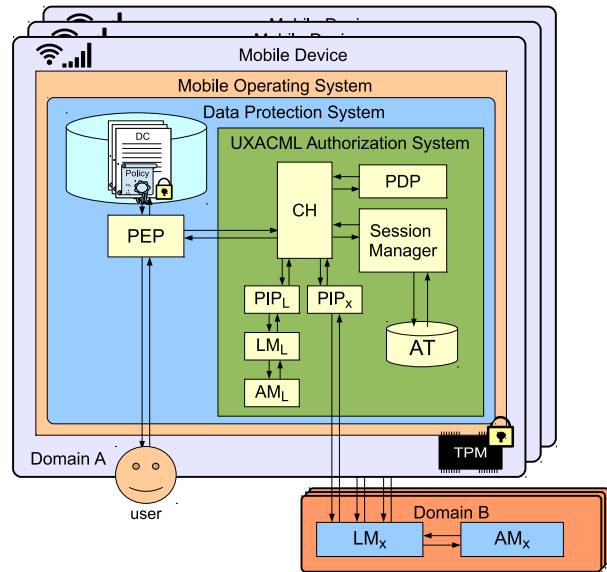 Mobile Device
Mobile Operating System
Data Protection System
UXACML Authorization System
DC
Policy
CH
PDP
PEP
Session
Manager
PIPL
PIPx
LML
AT
AML
Domain A
TPM
user
Domain B
LMx
AMx